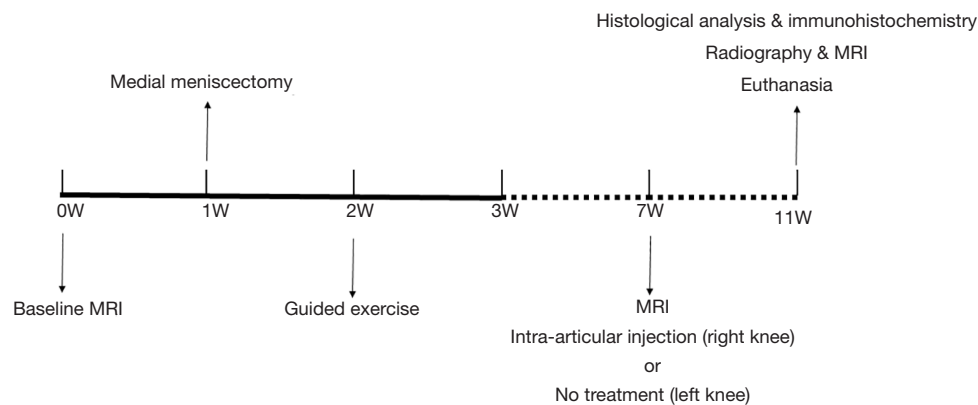 Histological analysis & immunohistochemistry
Radiography & MRI
Euthanasia
Medial meniscectomy
0W
1W
2W
3W
7W
11W
Baseline MRI
Guided exercise
MRI
Intra-articular injection (right knee)
or
No treatment (left knee)